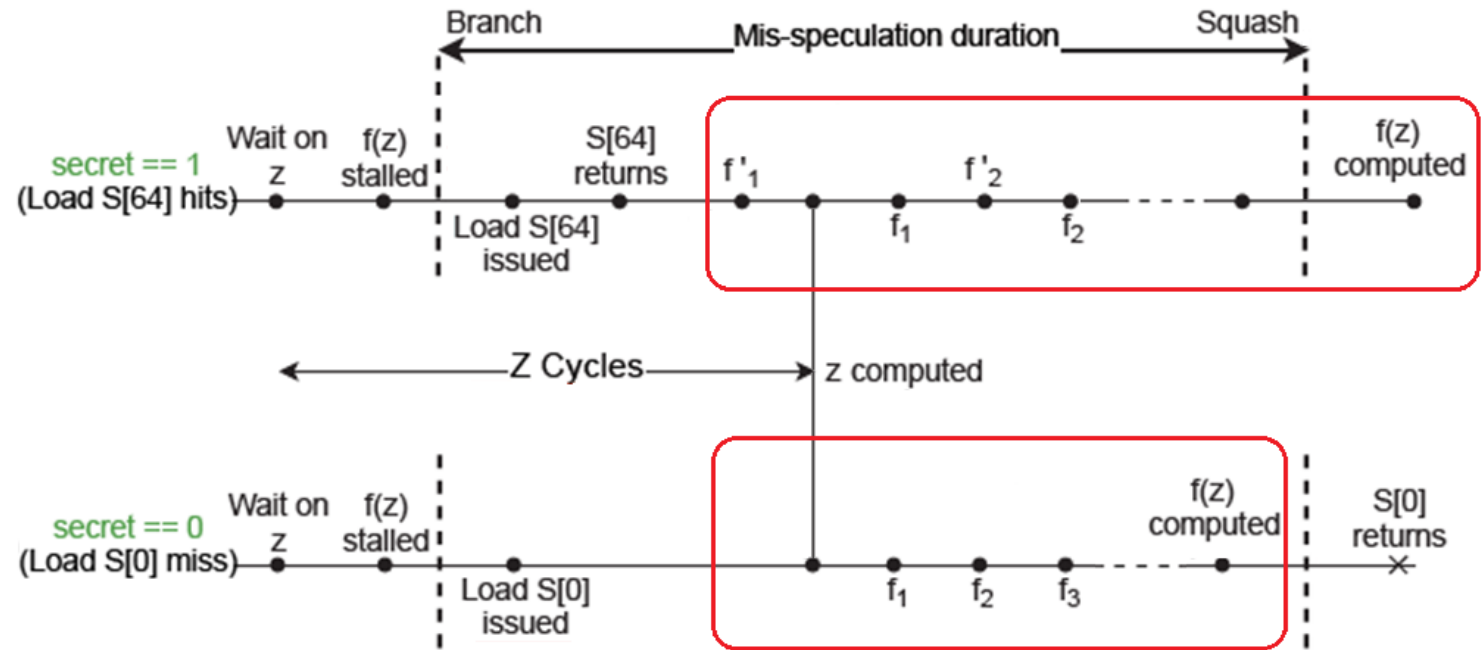 Branch
Mis-speculation duration
Squash
secret == 1
(Load S[64] hits)
Wait on
z
f(z)
stalled
Load S[64]
issued
S[64]
returns
f'1
f1
f'2
f2
f(z)
computed
Z Cycles
z computed
secret == 0
(Load S[0] miss)
Wait on
z
f(z)
stalled
Load S[0]
issued
f1
f2
f3
f(z)
computed
S[0]
returns